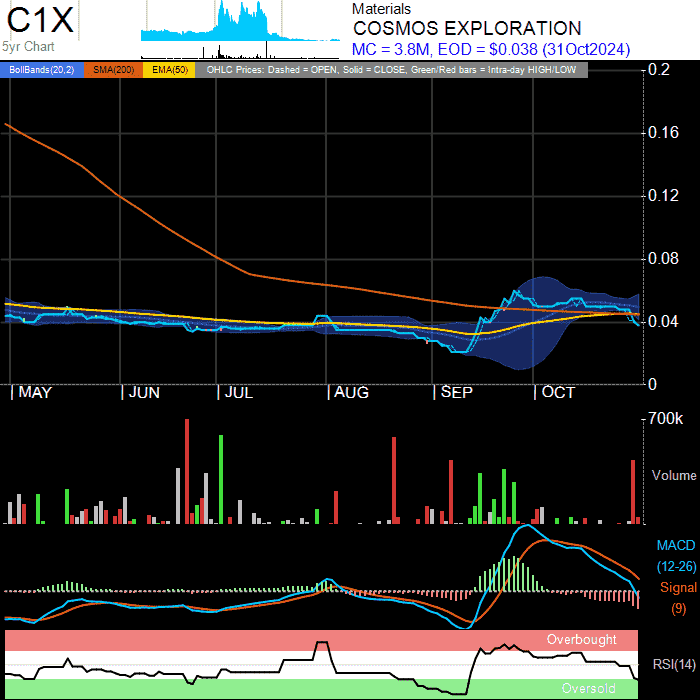 C1X
5yr Chart
Materials
COSMOS EXPLORATION
MC = 3.8M, EOD = $0.038 (31Oct2024)
BollBands(20,2) SMA(200) EMA(50) OHLC Prices: Dashed = OPEN, Solid = CLOSE, Green/Red bars = Intra-day HIGH/LOW
0.2
0.16
0.12
0.08
0.04
0
MAY JUN JUL AUG SEP OCT
700k
Volume
MACD
(12-26)
Signal
(9)
Overbought
RSI(14)
Oversold